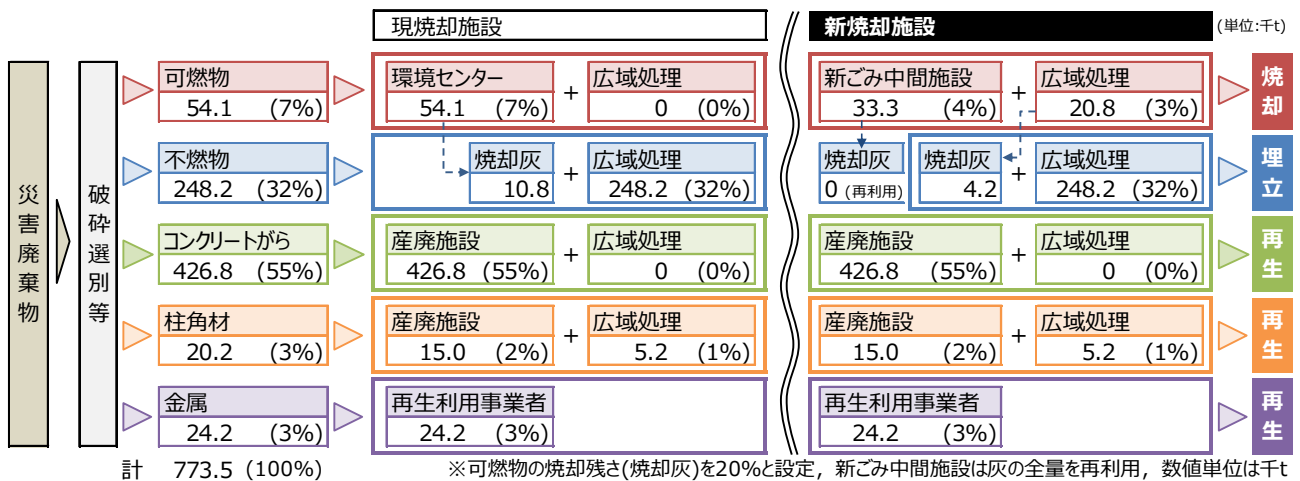 現焼却施設
新焼却施設
(単位:千t)
災害廃棄物
破砕選別等
可燃物
54.1 (7%)
環境センター
54.1 (7%)
+
広域処理
0 (0%)
新ごみ中間施設
33.3 (4%)
+
広域処理
20.8 (3%)
焼却
不燃物
248.2 (32%)
焼却灰
10.8
+
広域処理
248.2 (32%)
焼却灰
0 (再利用)
焼却灰
4.2
+
広域処理
248.2 (32%)
埋立
コンクリートがら
426.8 (55%)
産廃施設
426.8 (55%)
+
広域処理
0 (0%)
産廃施設
426.8 (55%)
+
広域処理
0 (0%)
再生
柱角材
20.2 (3%)
産廃施設
15.0 (2%)
+
広域処理
5.2 (1%)
産廃施設
15.0 (2%)
+
広域処理
5.2 (1%)
再生
金属
24.2 (3%)
再生利用事業者
24.2 (3%)
再生利用事業者
24.2 (3%)
再生
計 773.5 (100%)
※可燃物の焼却残さ(焼却灰)を20%と設定，新ごみ中間施設は灰の全量を再利用，数値単位は千t